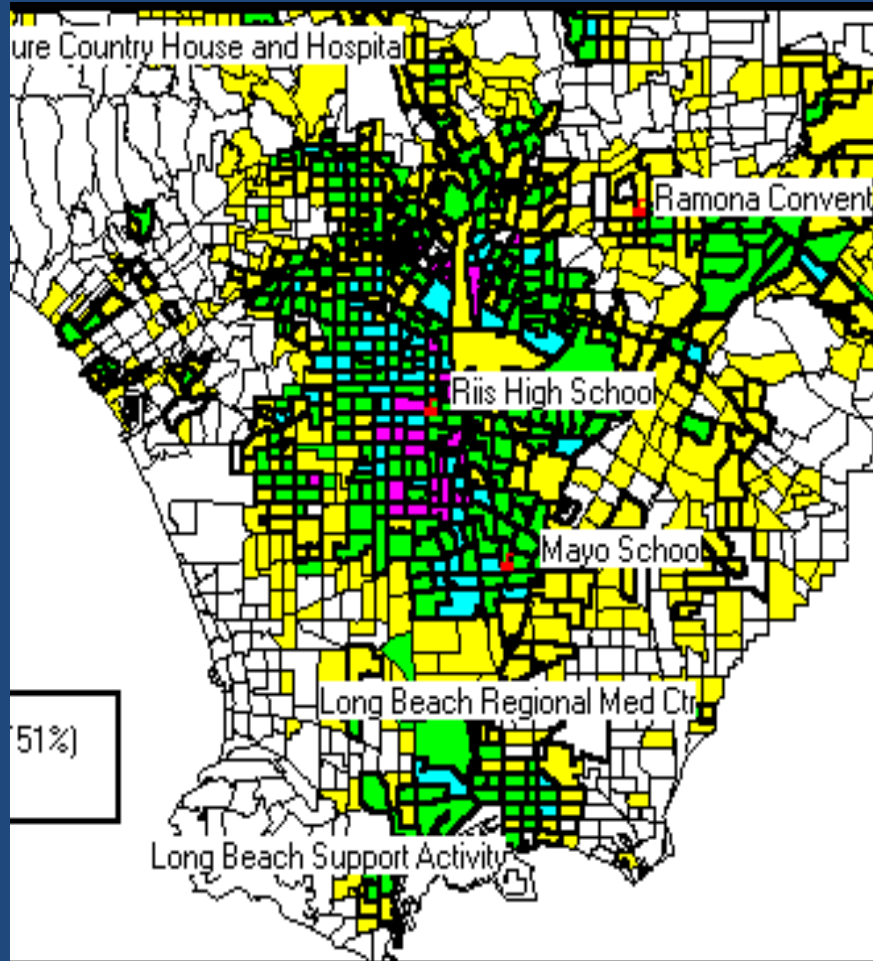 ure Country House and Hospital
Ramona Convent
Riis High School
Mayo School
Long Beach Regional Med Ctr
51%)
Long Beach Support Activity